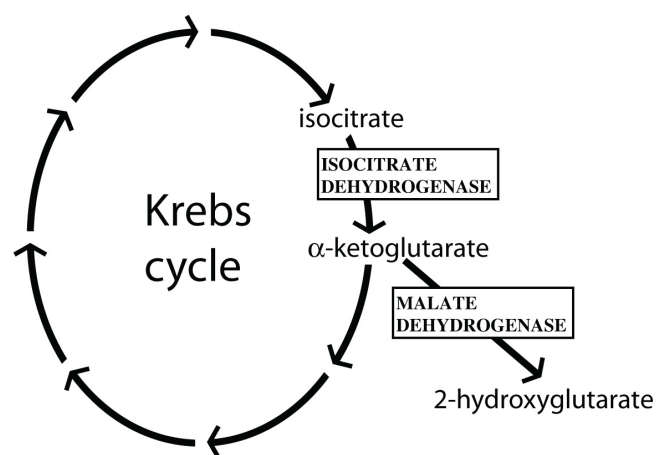 isocitrate
ISOCITRATE
DEHYDROGENASE
Krebs
cycle
α-ketoglutarate
MALATE
DEHYDROGENASE
2-hydroxyglutarate